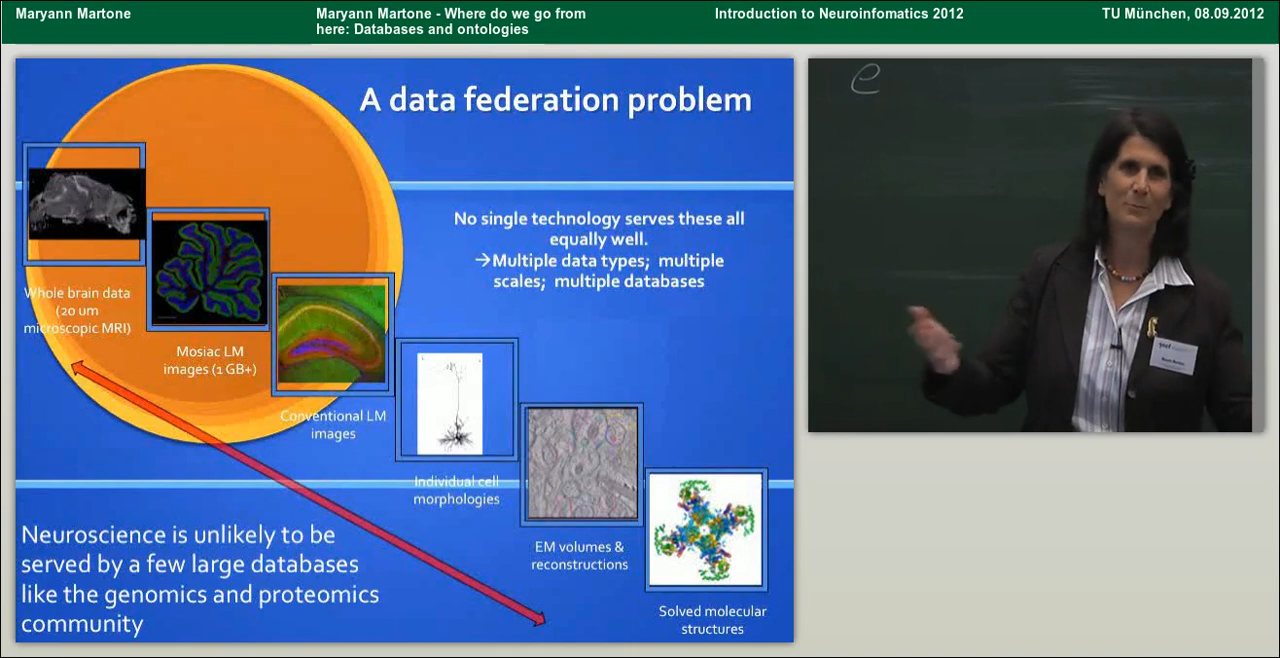 Maryann Martone
Maryann Martone - Where do we go from
here: Databases and ontologies
Introduction to Neuroinfomatics 2012
TU München, 08.09.2012
A data federation problem
No single technology serves these all
equally well.
→Multiple data types; multiple
scales; multiple databases
Whole brain data
(20 um
microscopic MRI)
Mosiac LM
images (1 GB+)
Conventional LM
images
Individual cell
morphologies
EM volumes &
reconstructions
Solved molecular
structures
Neuroscience is unlikely to be
served by a few large databases
like the genomics and proteomics
community
e